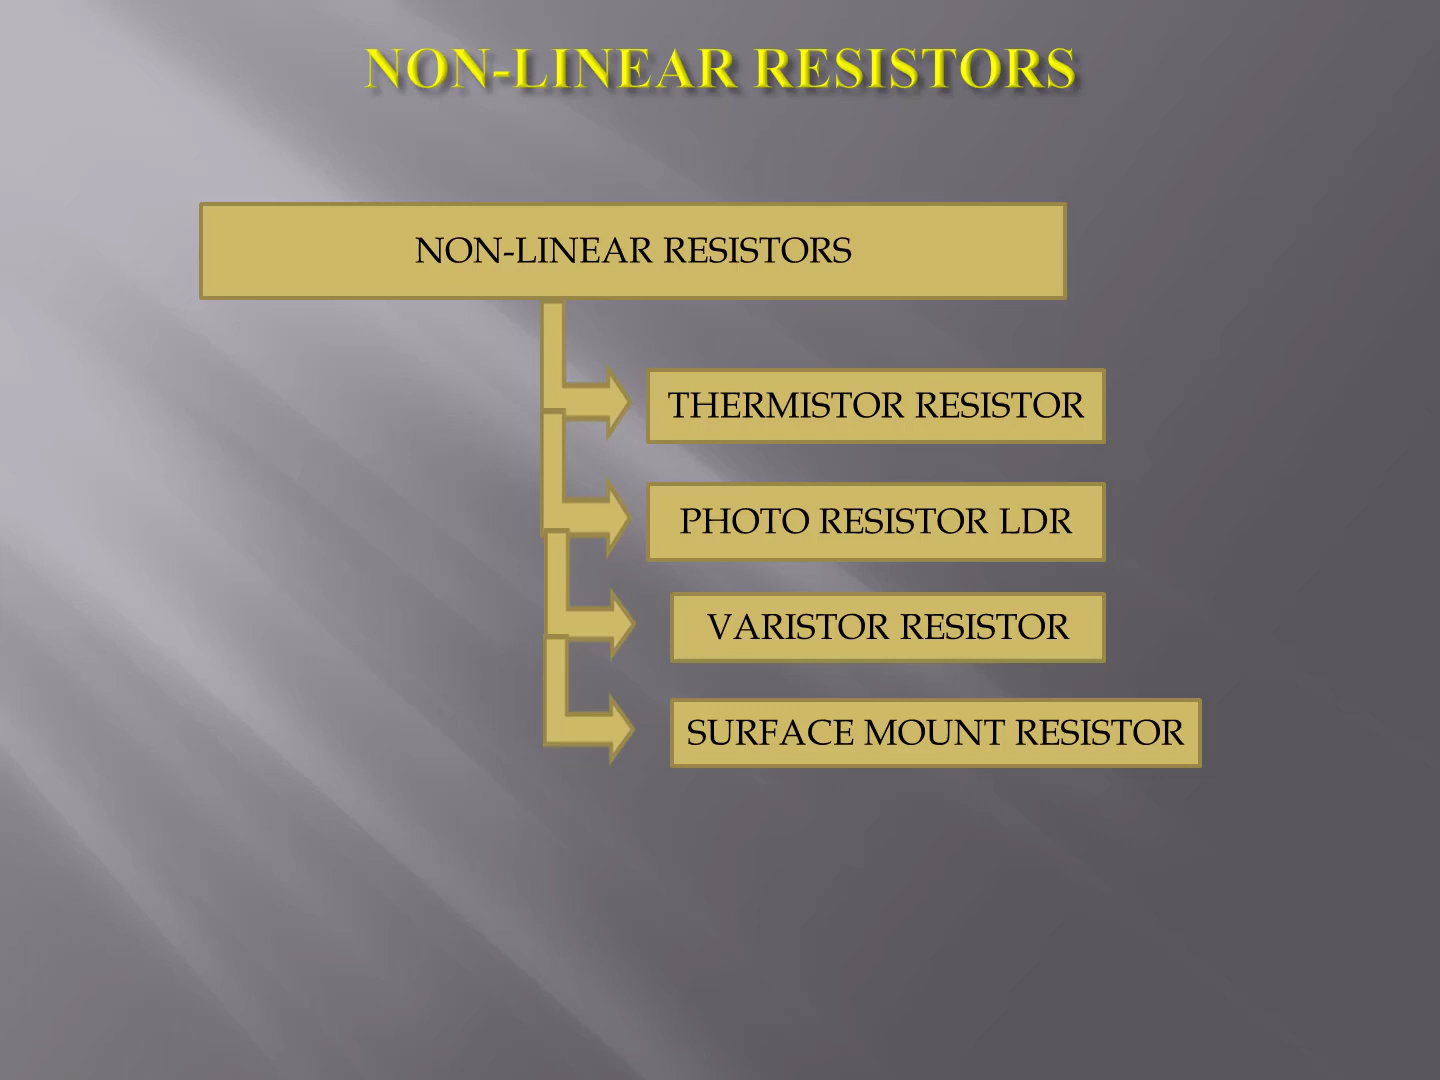 NON-LINEAR RESISTORS
NON-LINEAR RESISTORS
THERMISTOR RESISTOR
PHOTO RESISTOR LDR
VARISTOR RESISTOR
SURFACE MOUNT RESISTOR